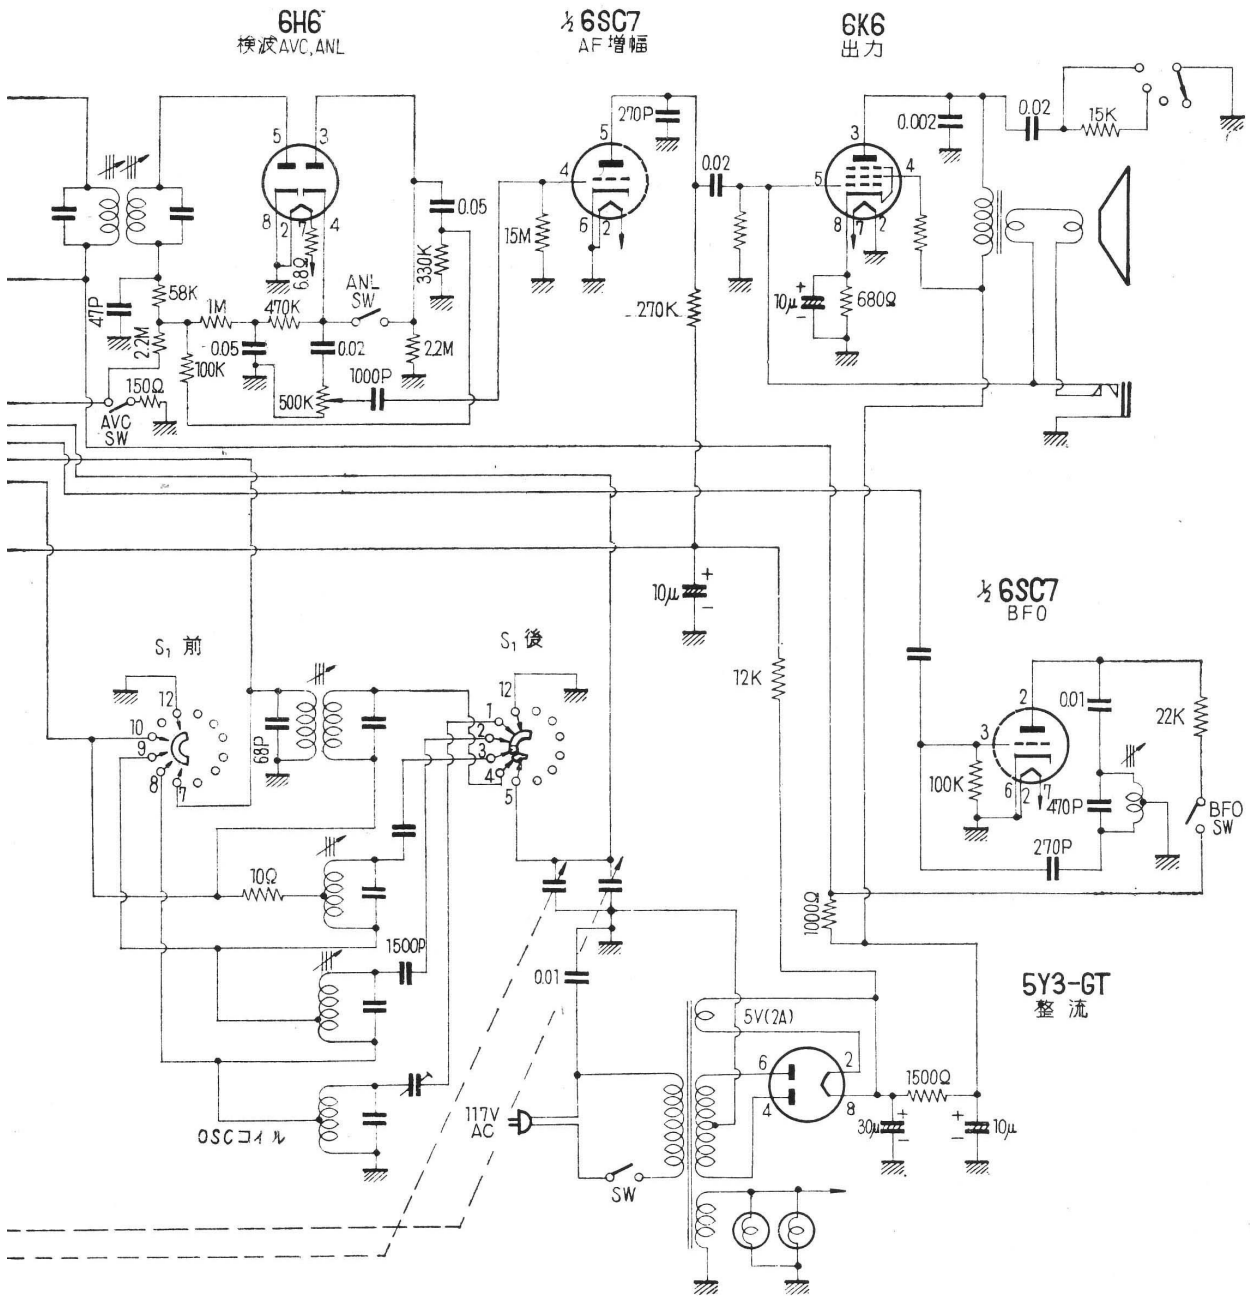 6H6
検波AVC,ANL
½ 6SC7
AF増幅
6K6
出力
5
3
8
2
7
4
6.8Ω
0.05
330K
47P
58K
2.2M
1M
470K
ANL
SW
0.05
0.02
2.2M
100K
500K
1000P
150Ω
AVC
SW
270P
5
4
6
2
15M
0.02
270K
3
5
4
8
7
2
0.002
10μ
+
-
680Ω
0.02
15K
10μ
+
-
½ 6SC7
BFO
S₁ 前
12
10
9
8
7
68P
S₁ 後
12
1
2
3
4
5
12K
2
3
6
2
7
100K
0.01
22K
470P
270P
BFO
SW
10Ω
1500P
OSCコイル
0.01
1000Ω
5Y3-GT
整流
5V(2A)
6
4
2
8
1500Ω
30μ
+
-
10μ
+
-
117V
AC
SW